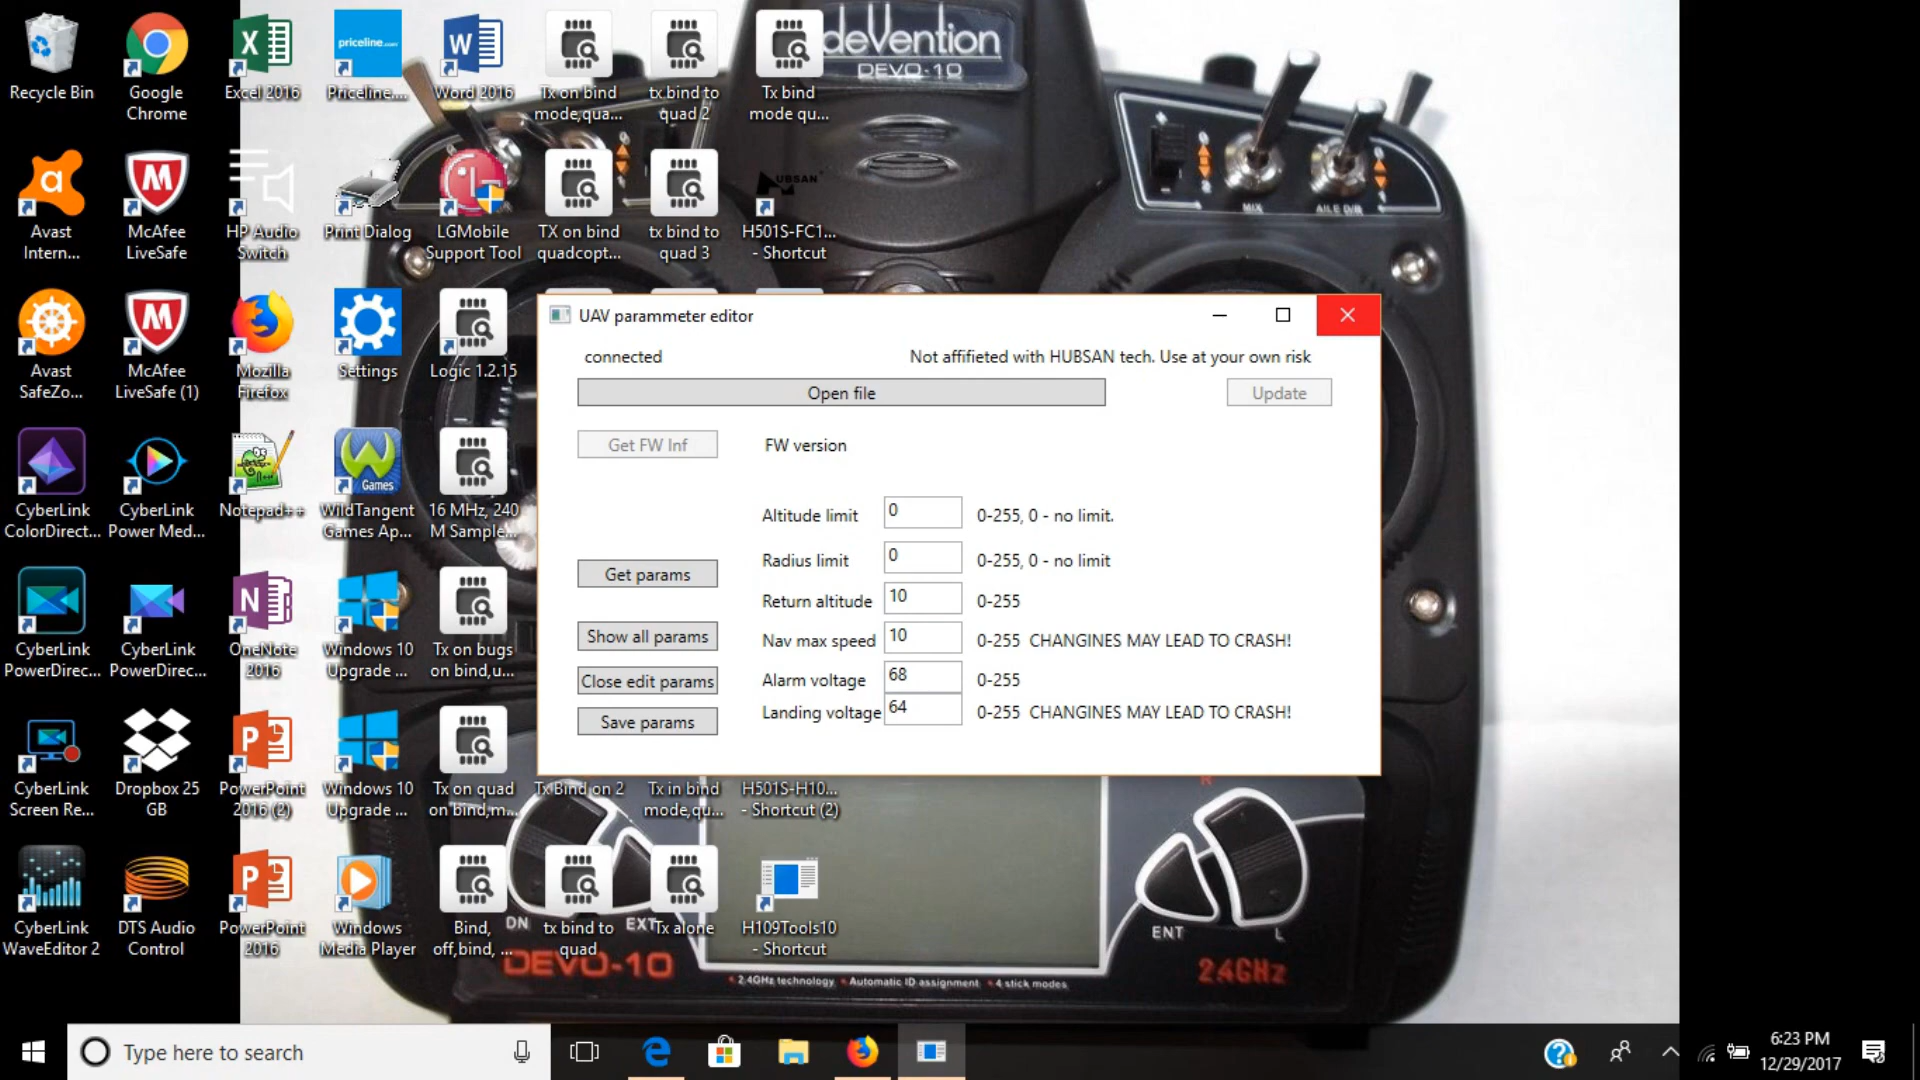 Recycle Bin
Google
Chrome
Excel 2016
priceline.com
Priceline....
Word 2016
Tx on bind
mode,qua...
tx bind to
quad 2
Tx bind
mode qu...
deVention
DEVO-10
Avast
Intern...
McAfee
LiveSafe
HP Audio
Switch
Print Dialog
LGMobile
Support Tool
TX on bind
quadcopt...
tx bind to
quad 3
HUBSAN
H501S-FC1...
- Shortcut
MIX
AILE D/R
Avast
SafeZo...
McAfee
LiveSafe (1)
Mozilla
Firefox
Settings
Logic 1.2.15
UAV parammeter editor
connected
Not affifieted with HUBSAN tech. Use at your own risk
Open file
Update
Get FW Inf
FW version
Altitude limit
0
0-255, 0 - no limit.
Radius limit
0
0-255, 0 - no limit
Get params
Return altitude
10
0-255
Show all params
Nav max speed
10
0-255 CHANGINES MAY LEAD TO CRASH!
Close edit params
Alarm voltage
68
0-255
Save params
Landing voltage
64
0-255 CHANGINES MAY LEAD TO CRASH!
CyberLink
ColorDirect...
CyberLink
Power Med...
Notepad++
Games
WildTangent
Games Ap...
16 MHz, 240
M Sample...
CyberLink
PowerDirec...
CyberLink
PowerDirec...
OneNote
2016
Windows 10
Upgrade ...
Tx on bugs
on bind,u...
CyberLink
Screen Re...
Dropbox 25
GB
PowerPoint
2016 (2)
Windows 10
Upgrade ...
Tx on quad
on bind,m...
Tx Bind on 2
Tx in bind
mode,qu...
H501S-H10...
- Shortcut (2)
R
CyberLink
WaveEditor 2
DTS Audio
Control
PowerPoint
2016
Windows
Media Player
Bind,
off,bind, ...
DN
tx bind to
quad
EXT
Tx alone
H109Tools10
- Shortcut
ENT
L
DEVO-10
2.4GHz technology Automatic ID assignment 4 stick modes
2.4GHz
Type here to search
6:23 PM
12/29/2017